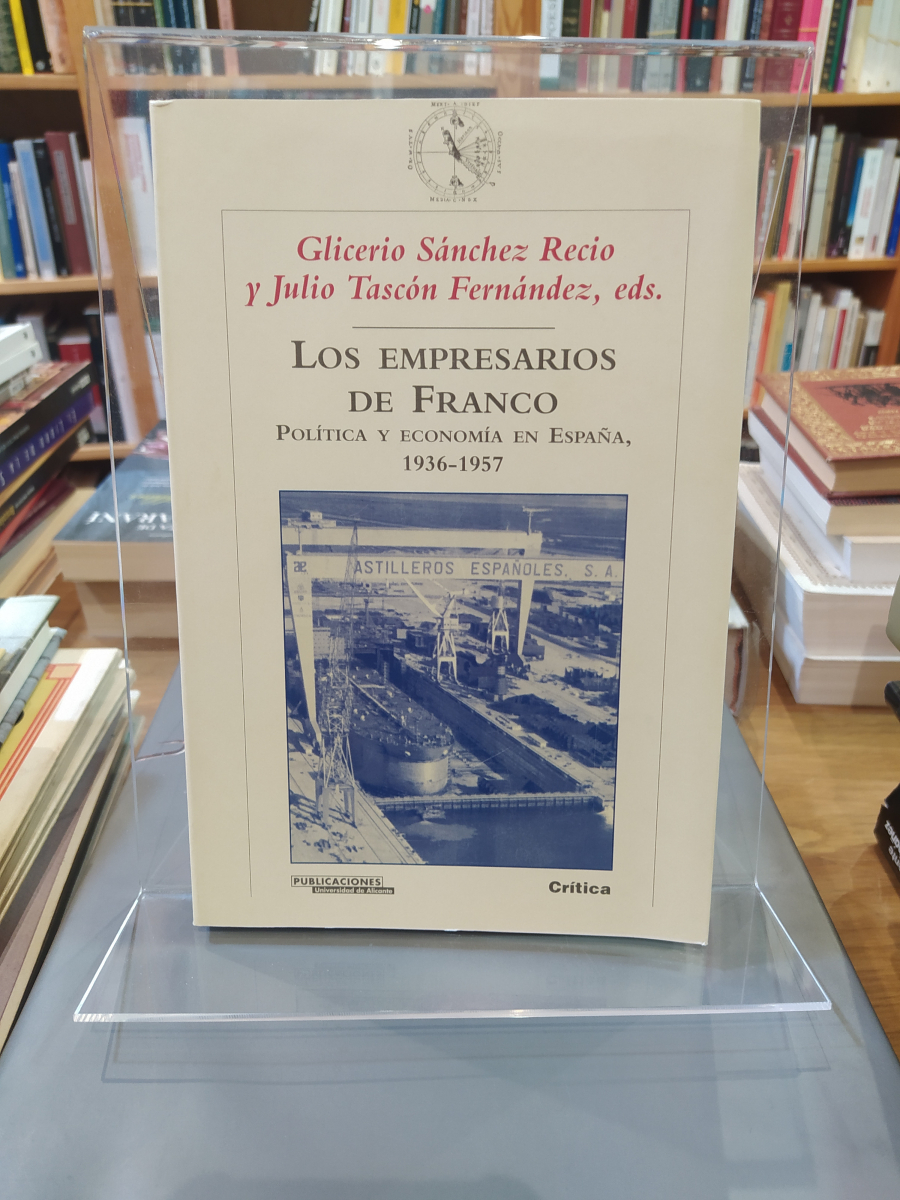 Glicerio Sánchez Recio
y Julio Tascón Fernández, eds.
LOS EMPRESARIOS
DE FRANCO
POLÍTICA Y ECONOMÍA EN ESPAÑA,
1936-1957
ASTILLEROS ESPAÑOLES, S.A.
PUBLICACIONES
Universidad de Alicante
Crítica